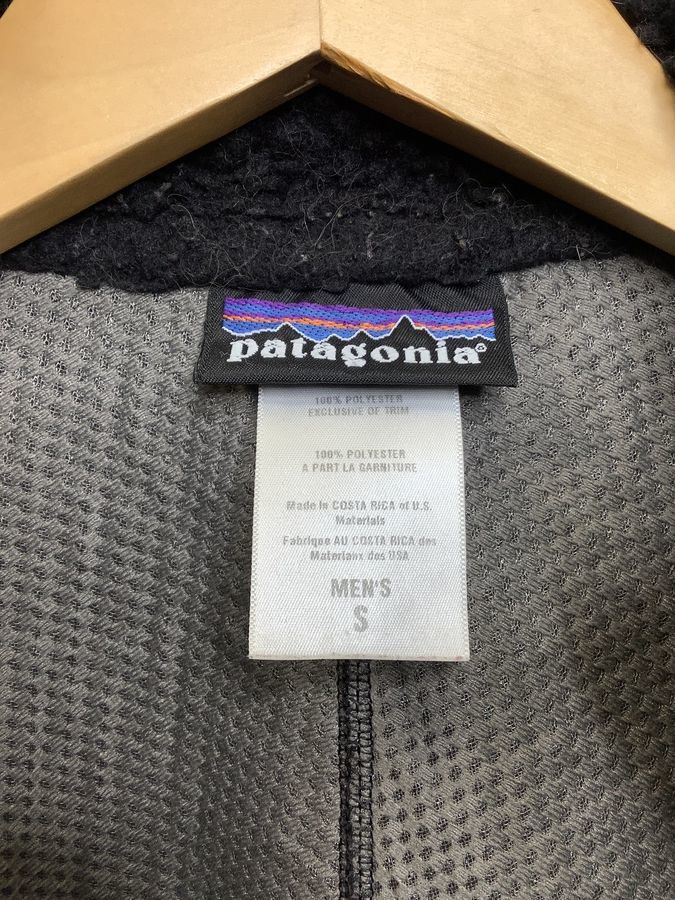 patagonia®
100% POLYESTER
EXCLUSIVE OF TRIM
100% POLYESTER
A PART LA GARNITURE
Made in COSTA RICA of U.S.
Materials
Fabrique AU COSTA RICA des
Materiaux des USA
MEN'S
S